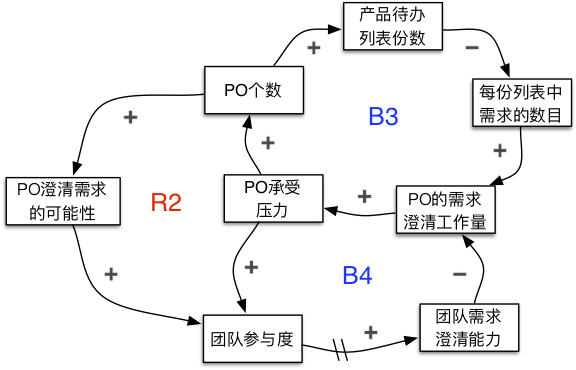 产品待办
列表份数
+
−
PO个数
每份列表中
需求的数目
B3
+
+
+
PO澄清需求
的可能性
R2
PO承受
压力
+
PO的需求
澄清工作量
+
+
B4
−
团队参与度
+
团队需求
澄清能力